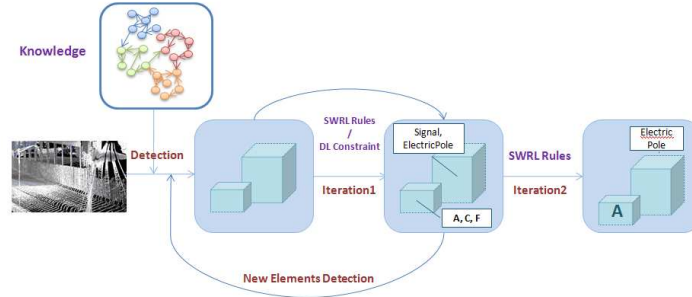 Knowledge
Detection
SWRL Rules
/
DL Constraint
Iteration1
Signal,
ElectricPole
A, C, F
SWRL Rules
Iteration2
Electric
Pole
A
New Elements Detection